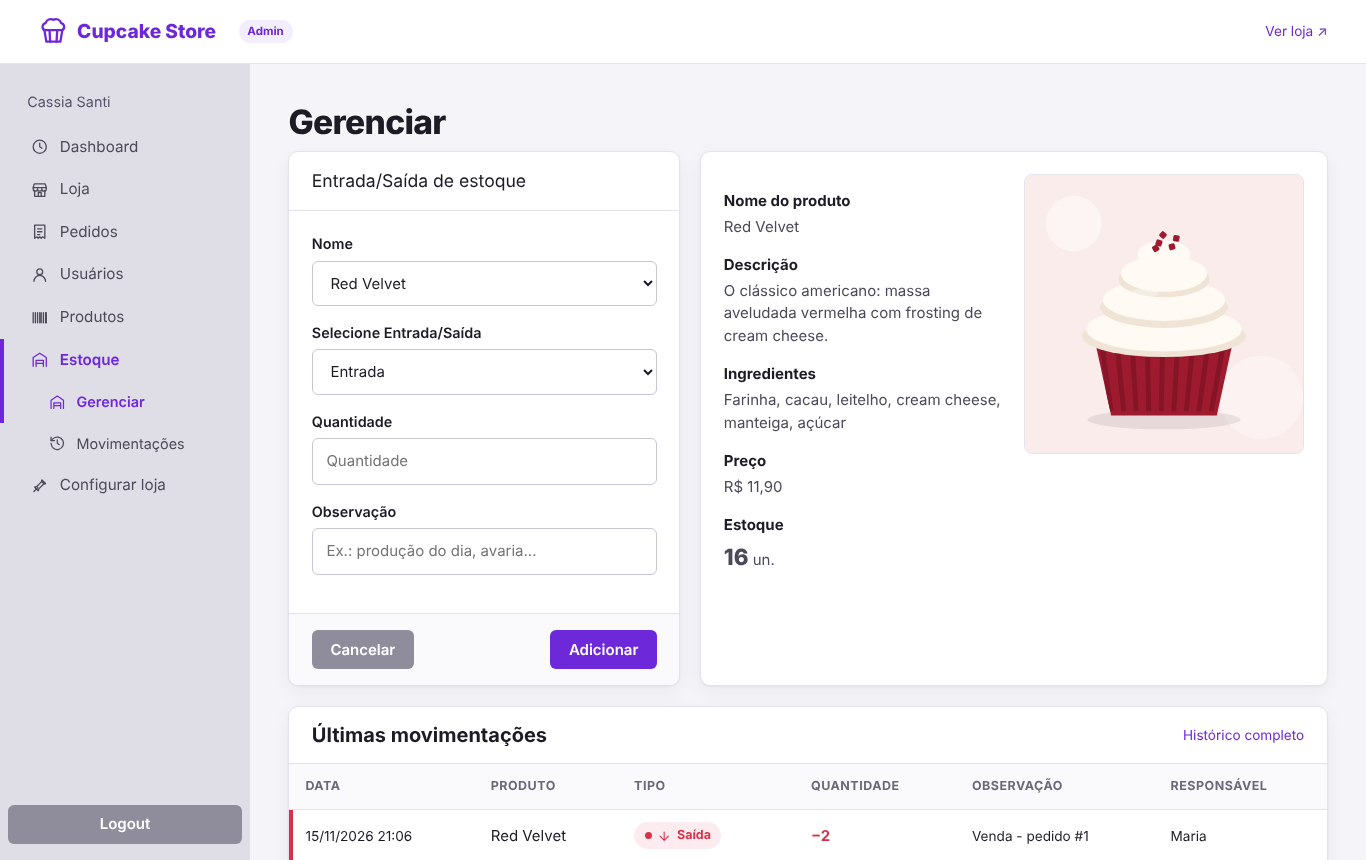 Cupcake Store
Admin
Ver loja ↗
Cassia Santi
Dashboard
Loja
Pedidos
Usuários
Produtos
Estoque
Gerenciar
Movimentações
Configurar loja
Logout
Gerenciar
Entrada/Saída de estoque
Nome
Red Velvet
Selecione Entrada/Saída
Entrada
Quantidade
Quantidade
Observação
Ex.: produção do dia, avaria...
Cancelar
Adicionar
Nome do produto
Red Velvet
Descrição
O clássico americano: massa
aveludada vermelha com frosting de
cream cheese.
Ingredientes
Farinha, cacau, leitelho, cream cheese,
manteiga, açúcar
Preço
R$ 11,90
Estoque
16 un.
Últimas movimentações
Histórico completo
DATA PRODUTO TIPO QUANTIDADE OBSERVAÇÃO RESPONSÁVEL
15/11/2026 21:06 Red Velvet ↓ Saída −2 Venda - pedido #1 Maria